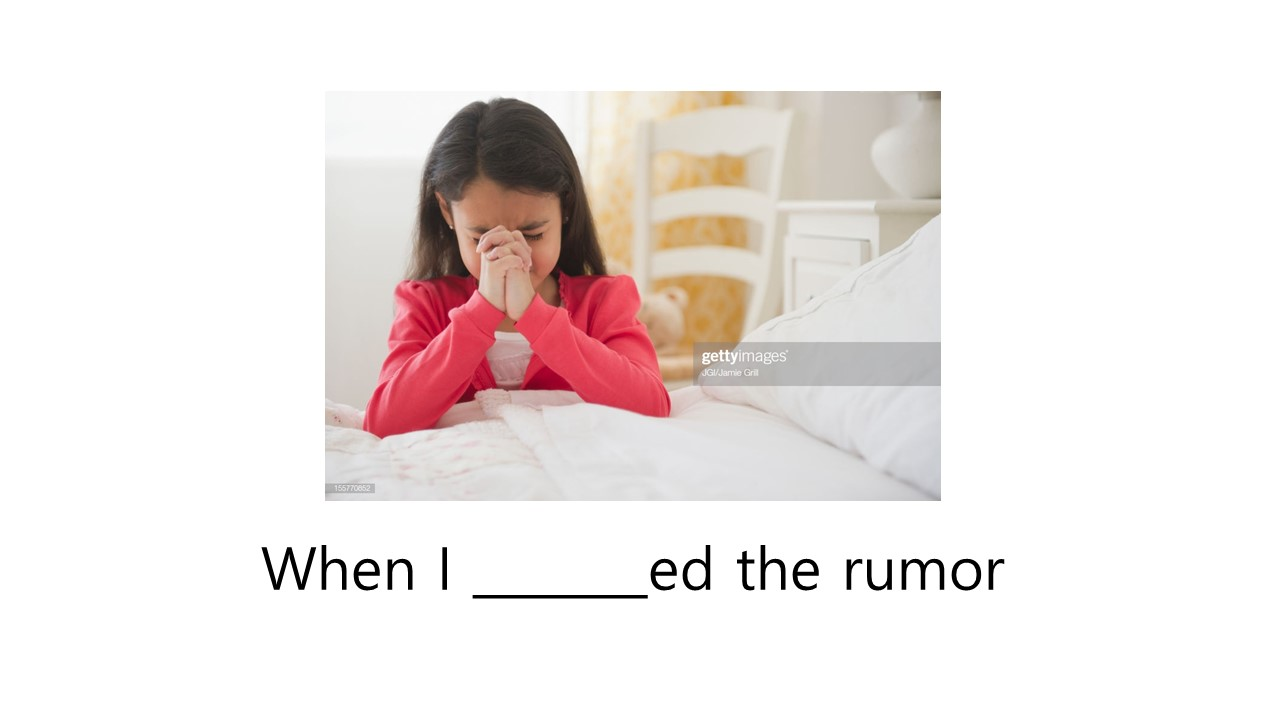 gettyimages®
JGI/Jamie Grill
155770852
When I ______ed the rumor